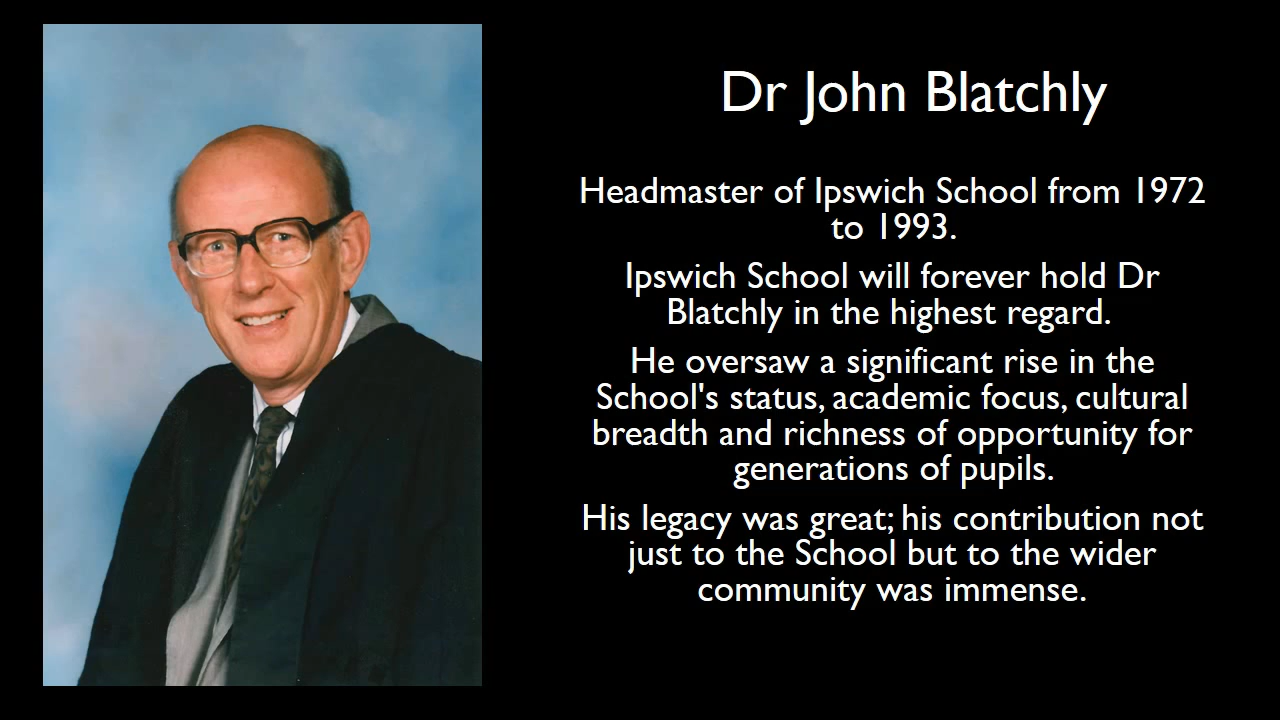 Dr John Blatchly
Headmaster of Ipswich School from 1972
to 1993.
Ipswich School will forever hold Dr
Blatchly in the highest regard.
He oversaw a significant rise in the
School's status, academic focus, cultural
breadth and richness of opportunity for
generations of pupils.
His legacy was great; his contribution not
just to the School but to the wider
community was immense.